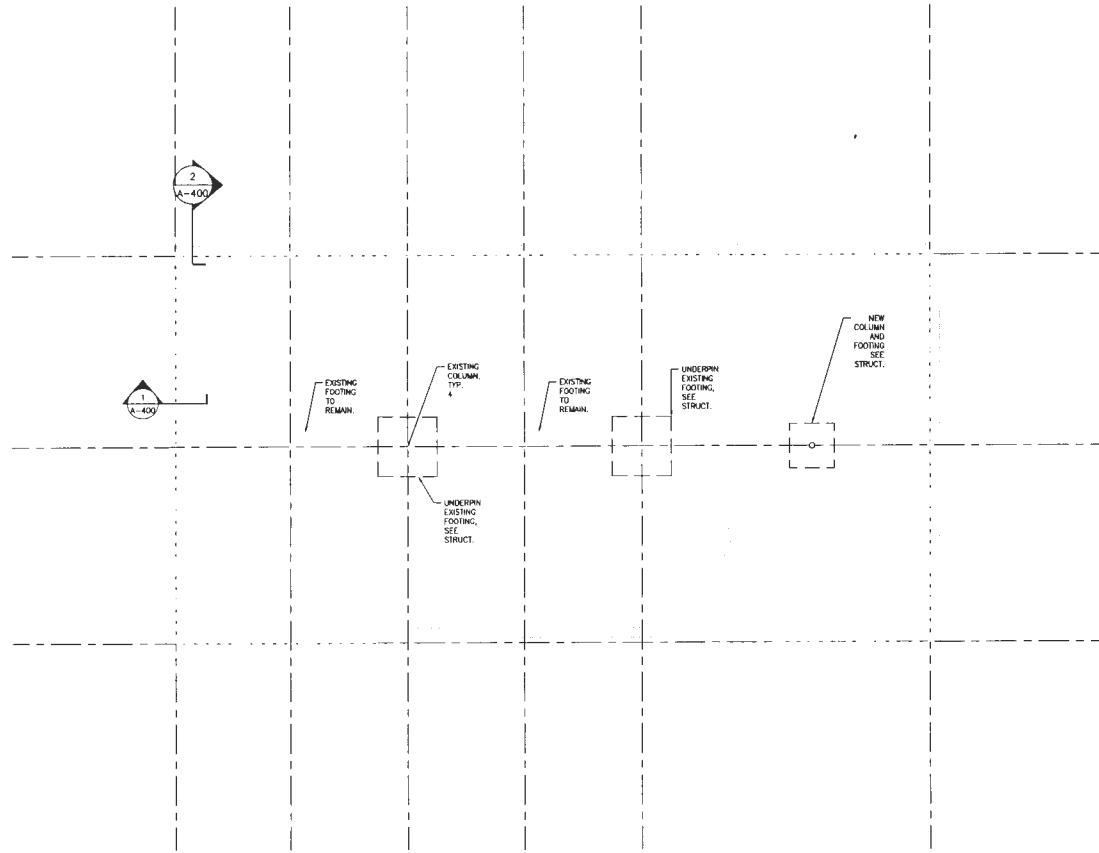 2
A-400
NEW
COLUMN
AND
FOOTING
SEE
STRUCT.
EXISTING
COLUMN,
TYP.
4
UNDERPIN
EXISTING
FOOTING,
SEE
STRUCT.
EXISTING
FOOTING
TO
REMAIN.
EXISTING
FOOTING
TO
REMAIN.
1
A-400
UNDERPIN
EXISTING
FOOTING,
SEE
STRUCT.